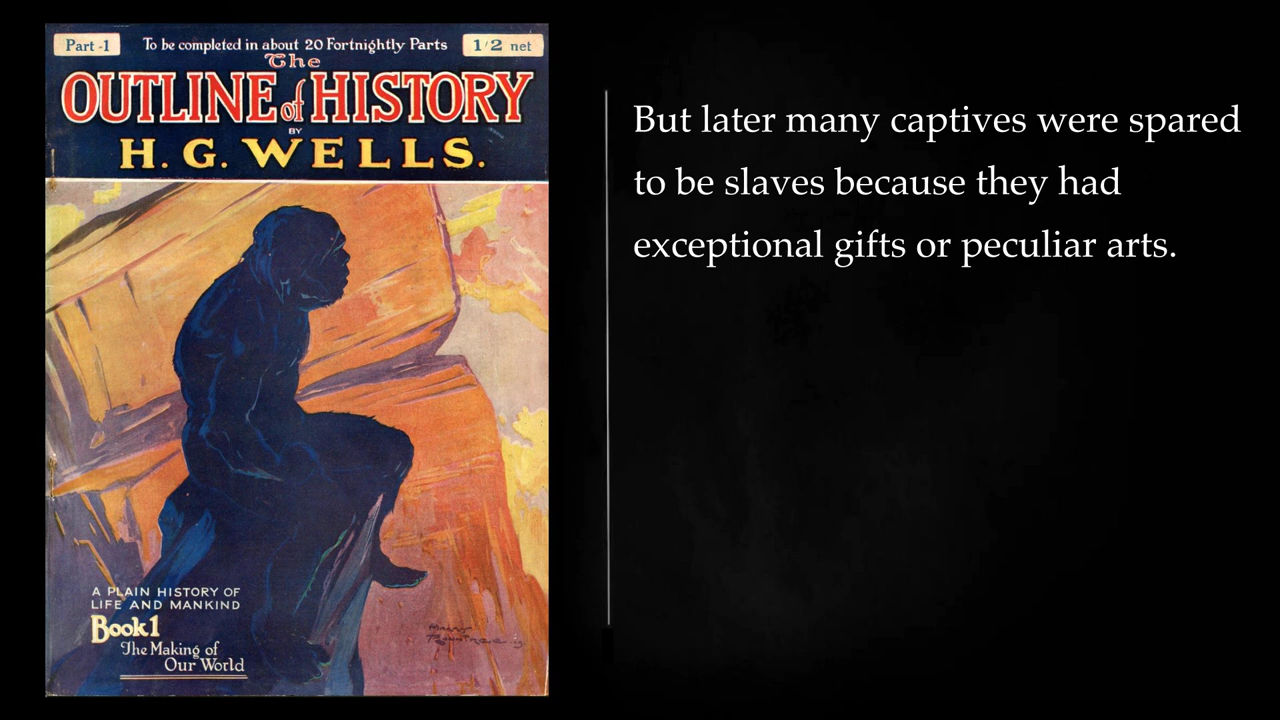 Part -1
To be completed in about 20 Fortnightly Parts
1/2 net
The
OUTLINE of HISTORY
BY
H. G. WELLS.
A PLAIN HISTORY OF
LIFE AND MANKIND
Book 1
The Making of
Our World
But later many captives were spared
to be slaves because they had
exceptional gifts or peculiar arts.